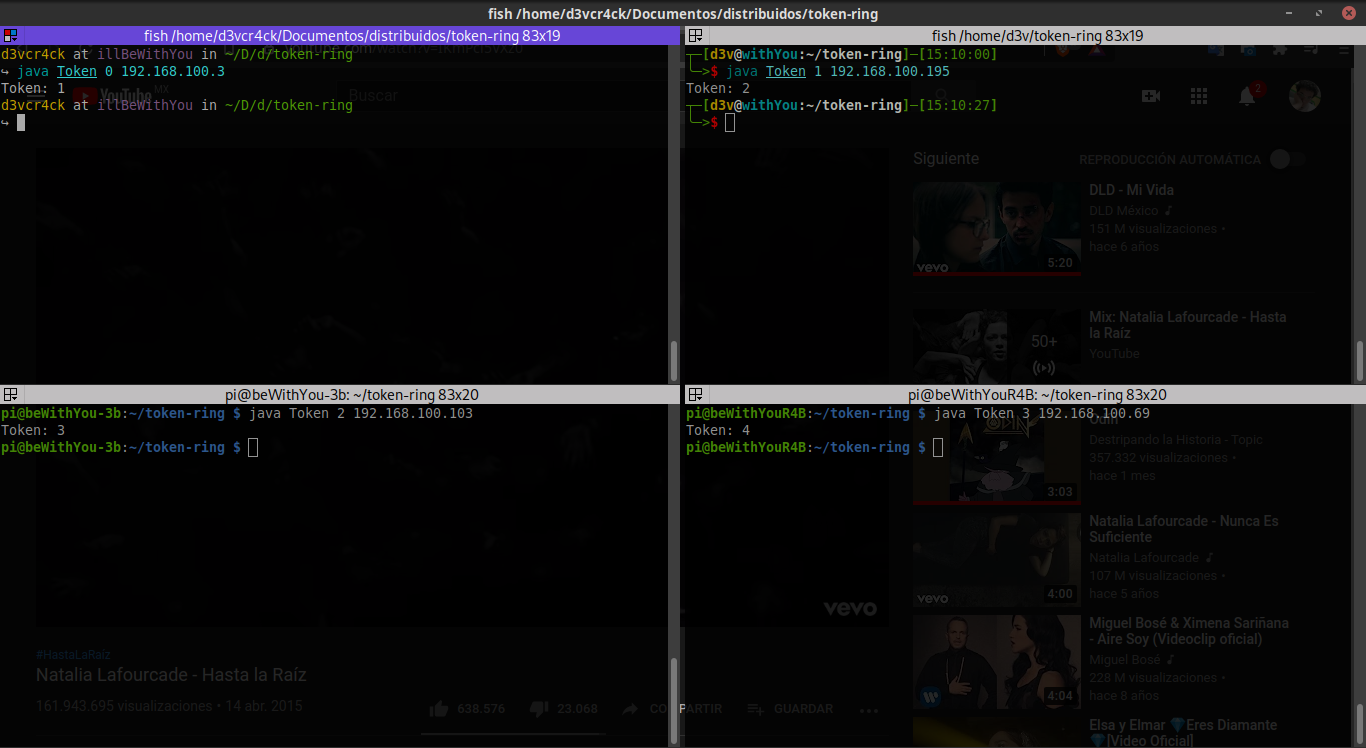 fish /home/d3vcr4ck/Documentos/distribuidos/token-ring
fish /home/d3vcr4ck/Documentos/distribuidos/token-ring 83x19
d3vcr4ck at illBeWithYou in ~/D/d/token-ring
↪ java Token 0 192.168.100.3
Token: 1
d3vcr4ck at illBeWithYou in ~/D/d/token-ring
↪
YouTube MX
Buscar
fish /home/d3v/token-ring 83x19
┬─[d3v@withYou:~/token-ring]─[15:10:00]
╰─>$ java Token 1 192.168.100.195
Token: 2
┬─[d3v@withYou:~/token-ring]─[15:10:27]
╰─>$
2
Siguiente
REPRODUCCIÓN AUTOMÁTICA
DLD - Mi Vida
DLD México
151 M visualizaciones •
hace 6 años
vevo
5:20
Mix: Natalia Lafourcade - Hasta
la Raíz
YouTube
50+
pi@beWithYou-3b: ~/token-ring 83x20
pi@beWithYou-3b:~/token-ring $ java Token 2 192.168.100.103
Token: 3
pi@beWithYou-3b:~/token-ring $
pi@beWithYouR4B: ~/token-ring 83x20
pi@beWithYouR4B:~/token-ring $ java Token 3 192.168.100.69
Token: 4
pi@beWithYouR4B:~/token-ring $
Odin
Destripando la Historia - Topic
357.332 visualizaciones •
hace 1 mes
3:03
Natalia Lafourcade - Nunca Es
Suficiente
Natalia Lafourcade
107 M visualizaciones •
hace 5 años
vevo
4:00
vevo
Miguel Bosé & Ximena Sariñana
- Aire Soy (Videoclip oficial)
Miguel Bosé
228 M visualizaciones •
hace 8 años
4:04
Elsa y Elmar 💎Eres Diamante
💎[Video Oficial]
#HastaLaRaíz
Natalia Lafourcade - Hasta la Raíz
161.943.695 visualizaciones • 14 abr. 2015
638.576
23.068
COMPARTIR
GUARDAR